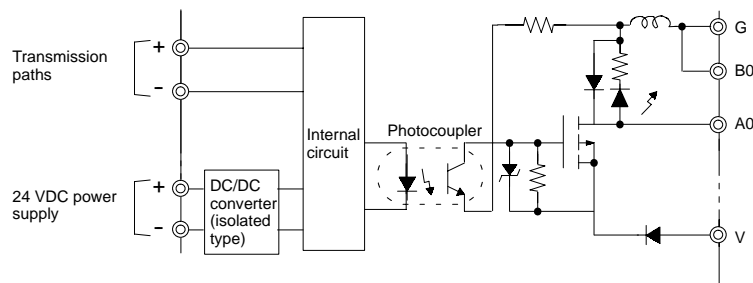 Transmission
paths
+
-
24 VDC power
supply
+
-
DC/DC
converter
(isolated
type)
Internal
circuit
Photocoupler
G
B0
A0
V